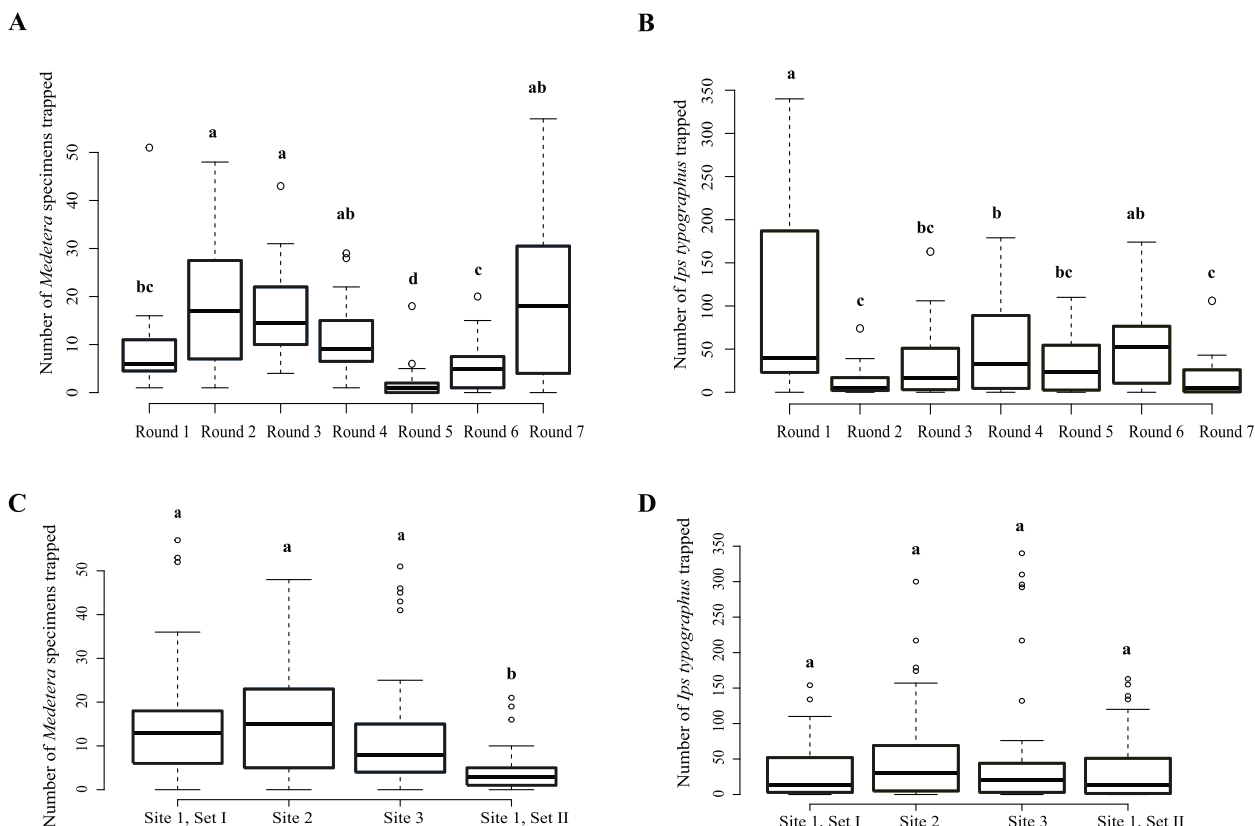 A
Number of Medetera specimens trapped
50
40
30
20
10
0
bc
a
a
ab
d
c
ab
Round 1
Round 2
Round 3
Round 4
Round 5
Round 6
Round 7
B
Number of Ips typographus trapped
350
300
250
200
150
100
50
0
a
c
bc
b
bc
ab
c
Round 1
Ruond 2
Round 3
Round 4
Round 5
Round 6
Round 7
C
Number of Medetera specimens trapped
50
40
30
20
10
0
a
a
a
b
Site 1, Set I
Site 2
Site 3
Site 1, Set II
D
Number of Ips typographus trapped
350
300
250
200
150
100
50
0
a
a
a
a
Site 1, Set I
Site 2
Site 3
Site 1, Set II